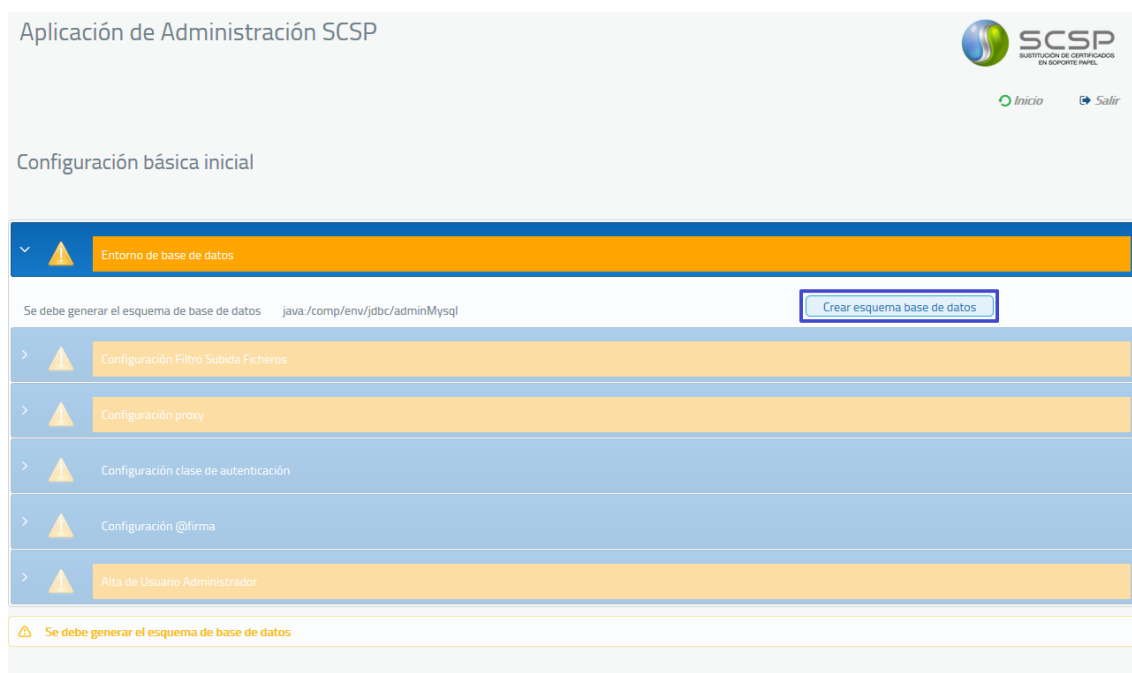 Aplicación de Administración SCSP
SCSP
SUSTITUCIÓN DE CERTIFICADOS
EN SOPORTE PAPEL
Inicio
Salir
Configuración básica inicial
Entorno de base de datos
Se debe generar el esquema de base de datos java:/comp/env/jdbc/adminMysql Crear esquema base de datos
Configuración Filtro Subida Ficheros
Configuración proxy
Configuración clase de autenticación
Configuración @firma
Alta de Usuario Administrador
Se debe generar el esquema de base de datos